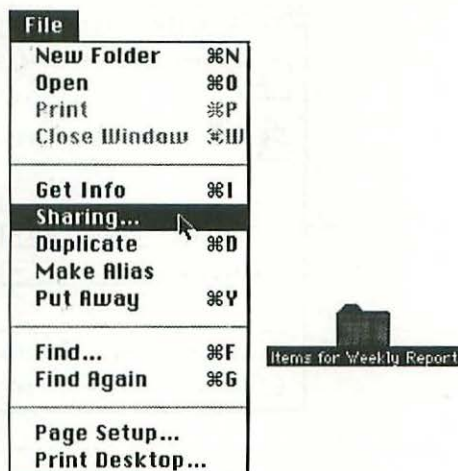 File
New Folder ⌘N
Open ⌘O
Print ⌘P
Close Window ⌘W
Get Info ⌘I
Sharing...
Duplicate ⌘D
Make Alias
Put Away ⌘Y
Find... ⌘F
Find Again ⌘G
Page Setup...
Print Desktop...
Items for Weekly Report